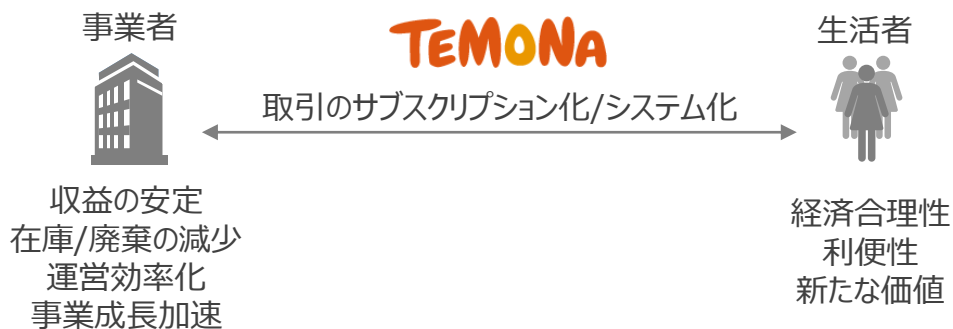 事業者
TEMONA
生活者
取引のサブスクリプション化/システム化
収益の安定
在庫/廃棄の減少
運営効率化
事業成長加速
経済合理性
利便性
新たな価値